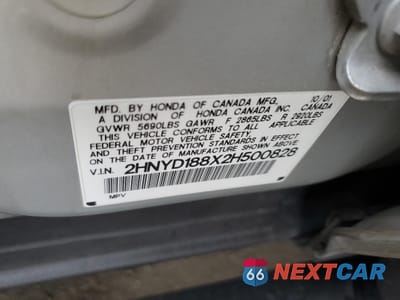 MFD. BY HONDA OF CANADA MFG. 10/01
A DIVISION OF HONDA CANADA INC. CANADA
GVWR 5690LBS GAWR F 2865LBS R 2920LBS
THIS VEHICLE CONFORMS TO ALL APPLICABLE
FEDERAL MOTOR VEHICLE SAFETY AND
THEFT PREVENTION STANDARDS IN EFFECT
ON THE DATE OF MANUFACTURE SHOWN ABOVE.
V.I.N. 2HNYD188X2H500828
MPV
66 NEXTCAR